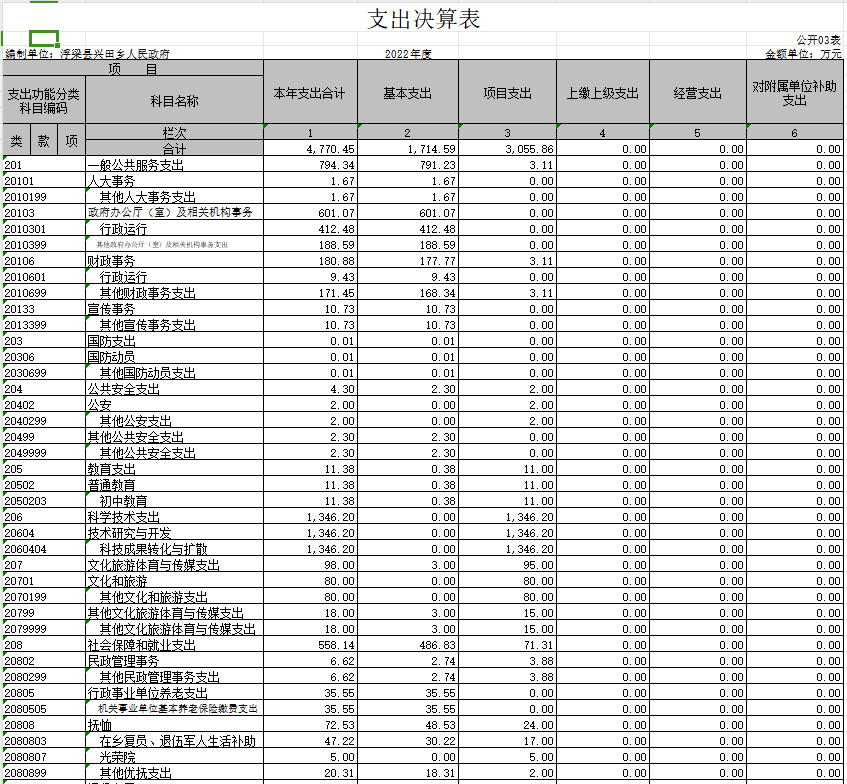 支出决算表
公开03表
编制单位：浮梁县兴田乡人民政府 2022年度 金额单位：万元
项 目 本年支出合计 基本支出 项目支出 上缴上级支出 经营支出 对附属单位补助支出
支出功能分类科目编码 科目名称
类 款 项 栏次 1 2 3 4 5 6
合计 4,770.45 1,714.59 3,055.86 0.00 0.00 0.00
201 一般公共服务支出 794.34 791.23 3.11 0.00 0.00 0.00
20101 人大事务 1.67 1.67 0.00 0.00 0.00 0.00
2010199 其他人大事务支出 1.67 1.67 0.00 0.00 0.00 0.00
20103 政府办公厅（室）及相关机构事务 601.07 601.07 0.00 0.00 0.00 0.00
2010301 行政运行 412.48 412.48 0.00 0.00 0.00 0.00
2010399 其他政府办公厅（室）及相关机构事务支出 188.59 188.59 0.00 0.00 0.00 0.00
20106 财政事务 180.88 177.77 3.11 0.00 0.00 0.00
2010601 行政运行 9.43 9.43 0.00 0.00 0.00 0.00
2010699 其他财政事务支出 171.45 168.34 3.11 0.00 0.00 0.00
20133 宣传事务 10.73 10.73 0.00 0.00 0.00 0.00
2013399 其他宣传事务支出 10.73 10.73 0.00 0.00 0.00 0.00
203 国防支出 0.01 0.01 0.00 0.00 0.00 0.00
20306 国防动员 0.01 0.01 0.00 0.00 0.00 0.00
2030699 其他国防动员支出 0.01 0.01 0.00 0.00 0.00 0.00
204 公共安全支出 4.30 2.30 2.00 0.00 0.00 0.00
20402 公安 2.00 0.00 2.00 0.00 0.00 0.00
2040299 其他公安支出 2.00 0.00 2.00 0.00 0.00 0.00
20499 其他公共安全支出 2.30 2.30 0.00 0.00 0.00 0.00
2049999 其他公共安全支出 2.30 2.30 0.00 0.00 0.00 0.00
205 教育支出 11.38 0.38 11.00 0.00 0.00 0.00
20502 普通教育 11.38 0.38 11.00 0.00 0.00 0.00
2050203 初中教育 11.38 0.38 11.00 0.00 0.00 0.00
206 科学技术支出 1,346.20 0.00 1,346.20 0.00 0.00 0.00
20604 技术研究与开发 1,346.20 0.00 1,346.20 0.00 0.00 0.00
2060404 科技成果转化与扩散 1,346.20 0.00 1,346.20 0.00 0.00 0.00
207 文化旅游体育与传媒支出 98.00 3.00 95.00 0.00 0.00 0.00
20701 文化和旅游 80.00 0.00 80.00 0.00 0.00 0.00
2070199 其他文化和旅游支出 80.00 0.00 80.00 0.00 0.00 0.00
20799 其他文化旅游体育与传媒支出 18.00 3.00 15.00 0.00 0.00 0.00
2079999 其他文化旅游体育与传媒支出 18.00 3.00 15.00 0.00 0.00 0.00
208 社会保障和就业支出 558.14 486.83 71.31 0.00 0.00 0.00
20802 民政管理事务 6.62 2.74 3.88 0.00 0.00 0.00
2080299 其他民政管理事务支出 6.62 2.74 3.88 0.00 0.00 0.00
20805 行政事业单位养老支出 35.55 35.55 0.00 0.00 0.00 0.00
2080505 机关事业单位基本养老保险缴费支出 35.55 35.55 0.00 0.00 0.00 0.00
20808 抚恤 72.53 48.53 24.00 0.00 0.00 0.00
2080803 在乡复员、退伍军人生活补助 47.22 30.22 17.00 0.00 0.00 0.00
2080807 光荣院 5.00 0.00 5.00 0.00 0.00 0.00
2080899 其他优抚支出 20.31 18.31 2.00 0.00 0.00 0.00